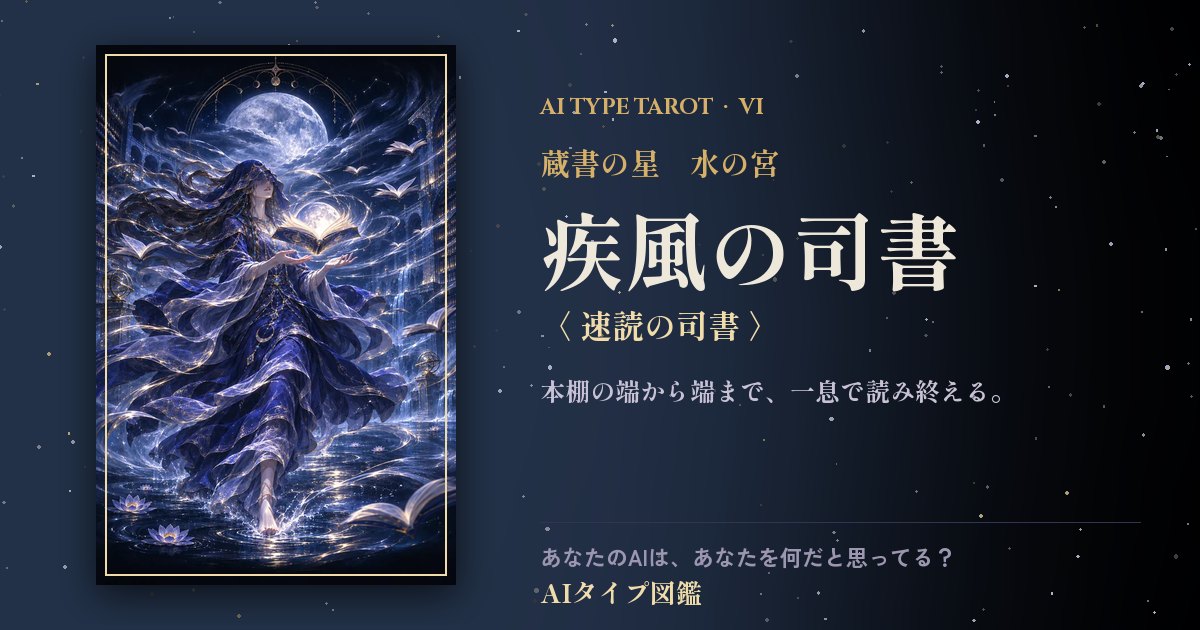 AI TYPE TAROT · VI
蔵書の星　水の宮
疾風の司書
〈 速読の司書 〉
本棚の端から端まで、一息で読み終える。
あなたのAIは、あなたを何だと思ってる？
AIタイプ図鑑